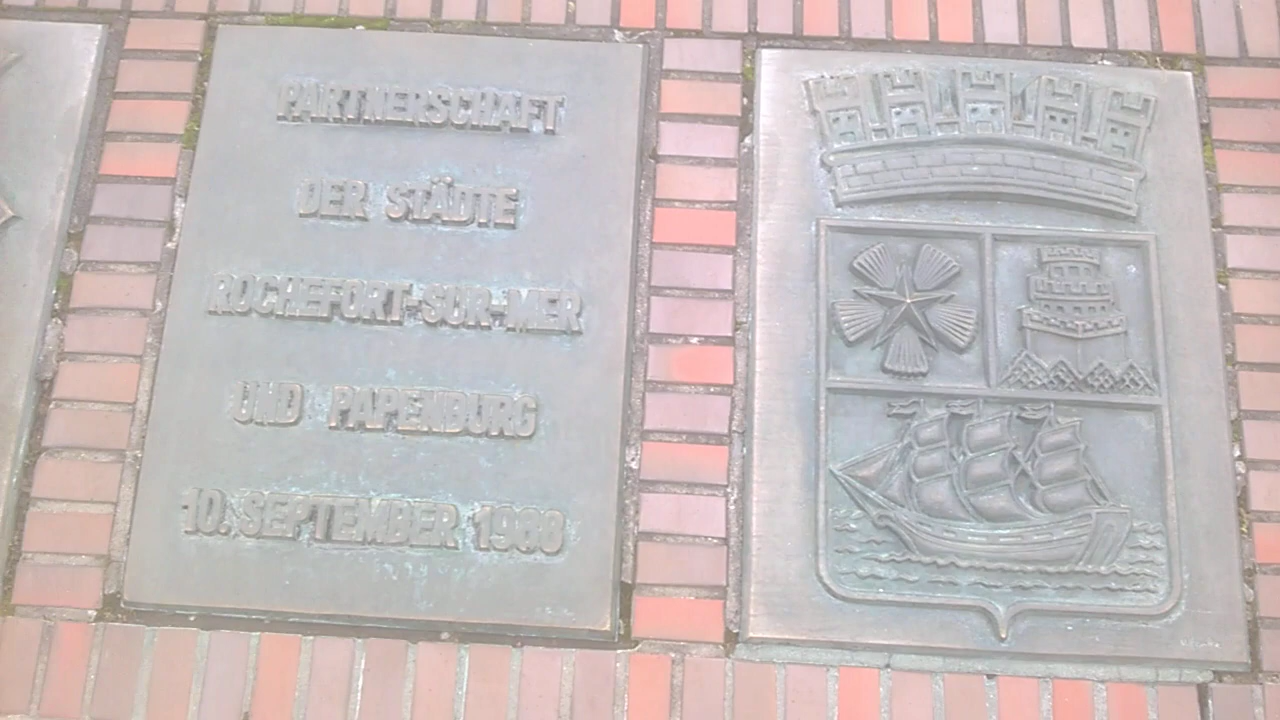 PARTNERSCHAFT
DER STÄDTE
ROCHEFORT-SUR-MER
UND PAPENBURG
10. SEPTEMBER 1988